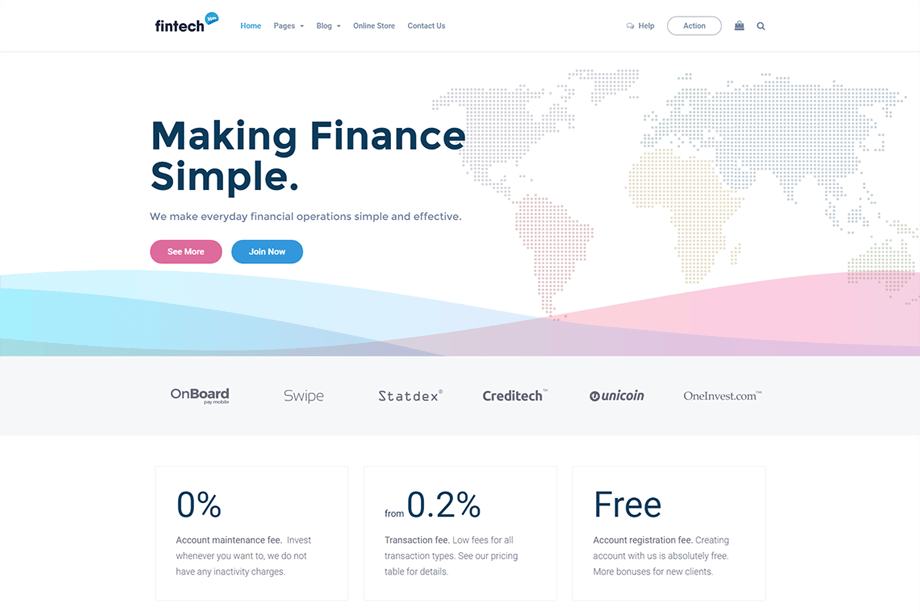 fintech
Home Pages Blog Online Store Contact Us Help Action
Making Finance
Simple.
We make everyday financial operations simple and effective.
See More Join Now
OnBoard
pay mobile
Swipe
Statdex®
Creditech™
unicoin
OneInvest.com™
0%
Account maintenance fee. Invest
whenever you want to, we do not
have any inactivity charges.
from 0.2%
Transaction fee. Low fees for all
transaction types. See our pricing
table for details.
Free
Account registration fee. Creating
account with us is absolutely free.
More bonuses for new clients.